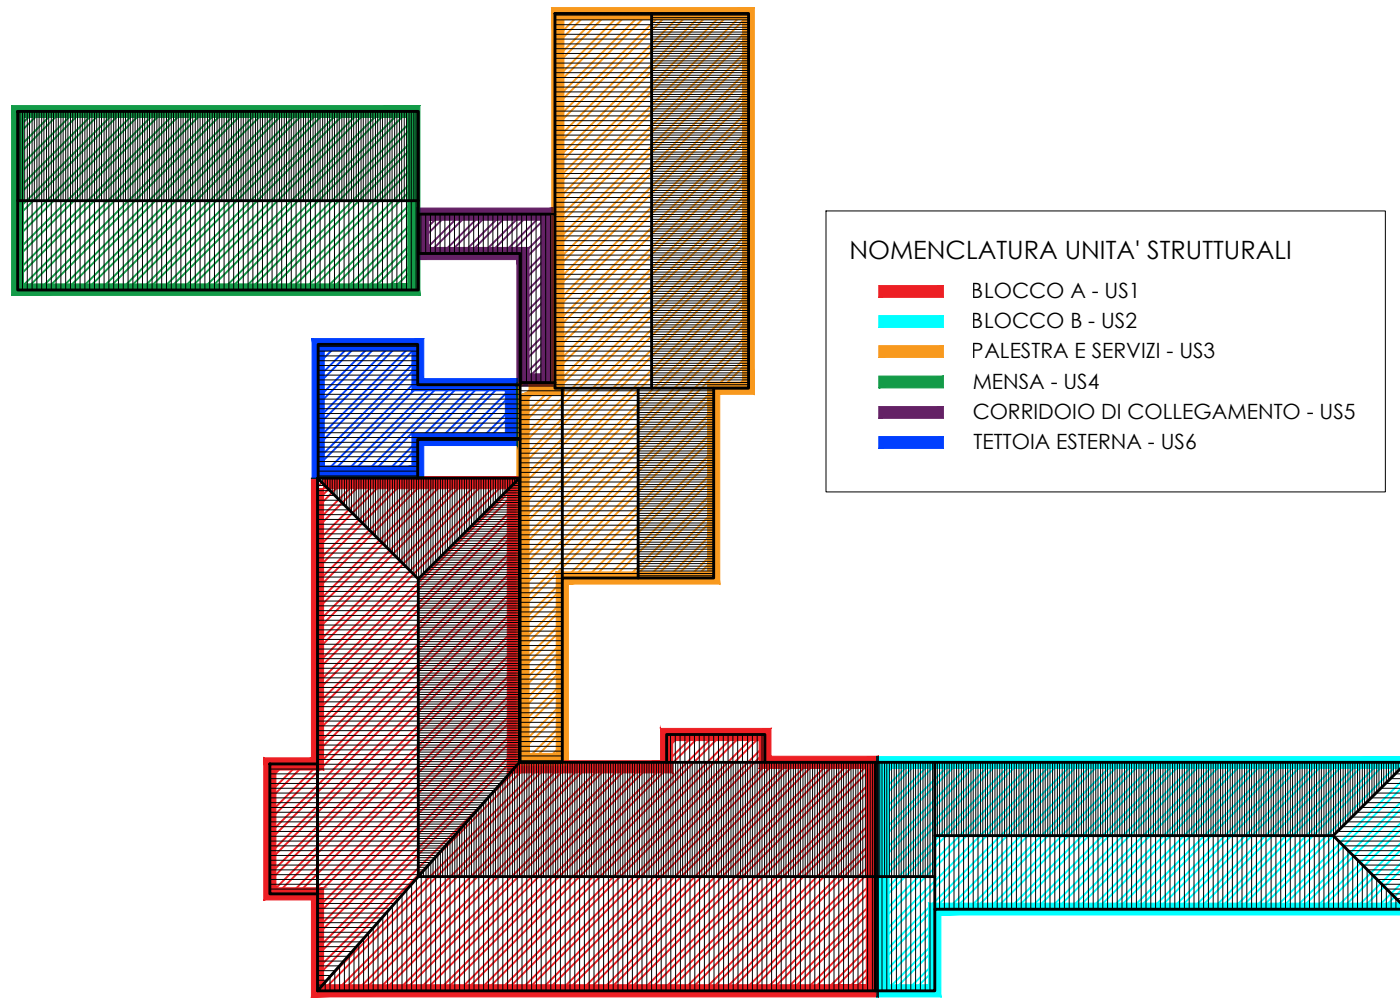 NOMENCLATURA UNITA' STRUTTURALI
BLOCCO A - US1
BLOCCO B - US2
PALESTRA E SERVIZI - US3
MENSA - US4
CORRIDOIO DI COLLEGAMENTO - US5
TETTOIA ESTERNA - US6